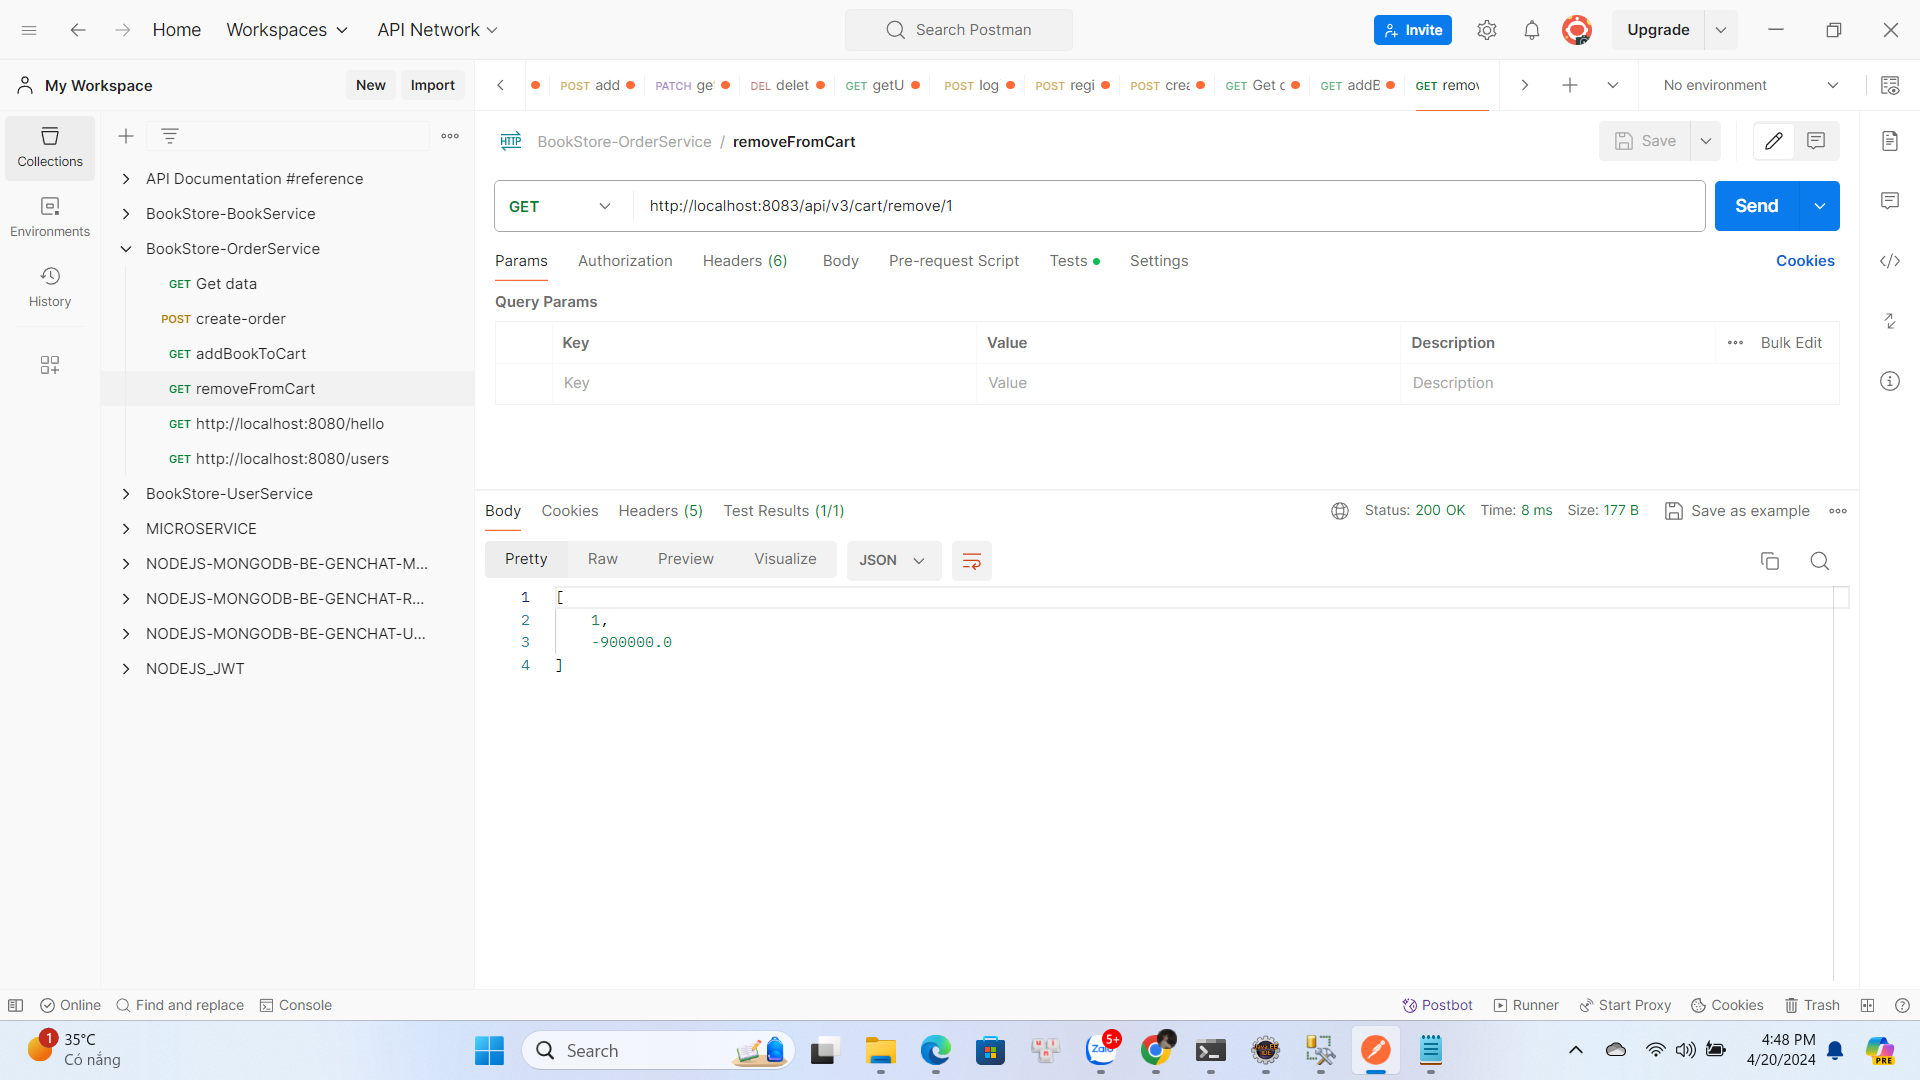 Home
Workspaces
API Network
Search Postman
Invite
Upgrade
My Workspace
New
Import
POST add
PATCH ge
DEL delet
GET getU
POST log
POST regi
POST crea
GET Get c
GET addB
GET remov
No environment
Collections
Environments
History
API Documentation #reference
BookStore-BookService
BookStore-OrderService
GET Get data
POST create-order
GET addBookToCart
GET removeFromCart
GET http://localhost:8080/hello
GET http://localhost:8080/users
BookStore-UserService
MICROSERVICE
NODEJS-MONGODB-BE-GENCHAT-M...
NODEJS-MONGODB-BE-GENCHAT-R...
NODEJS-MONGODB-BE-GENCHAT-U...
NODEJS_JWT
HTTP BookStore-OrderService / removeFromCart
Save
GET
http://localhost:8083/api/v3/cart/remove/1
Send
Params
Authorization
Headers (6)
Body
Pre-request Script
Tests
Settings
Cookies
Query Params
Key
Value
Description
Bulk Edit
Key
Value
Description
Body
Cookies
Headers (5)
Test Results (1/1)
Status: 200 OK
Time: 8 ms
Size: 177 B
Save as example
Pretty
Raw
Preview
Visualize
JSON
1 [
2 1,
3 -900000.0
4 ]
Online
Find and replace
Console
Postbot
Runner
Start Proxy
Cookies
Trash
1
35°C
Có nắng
Search
Zalo
5+
4:48 PM
4/20/2024
PRE